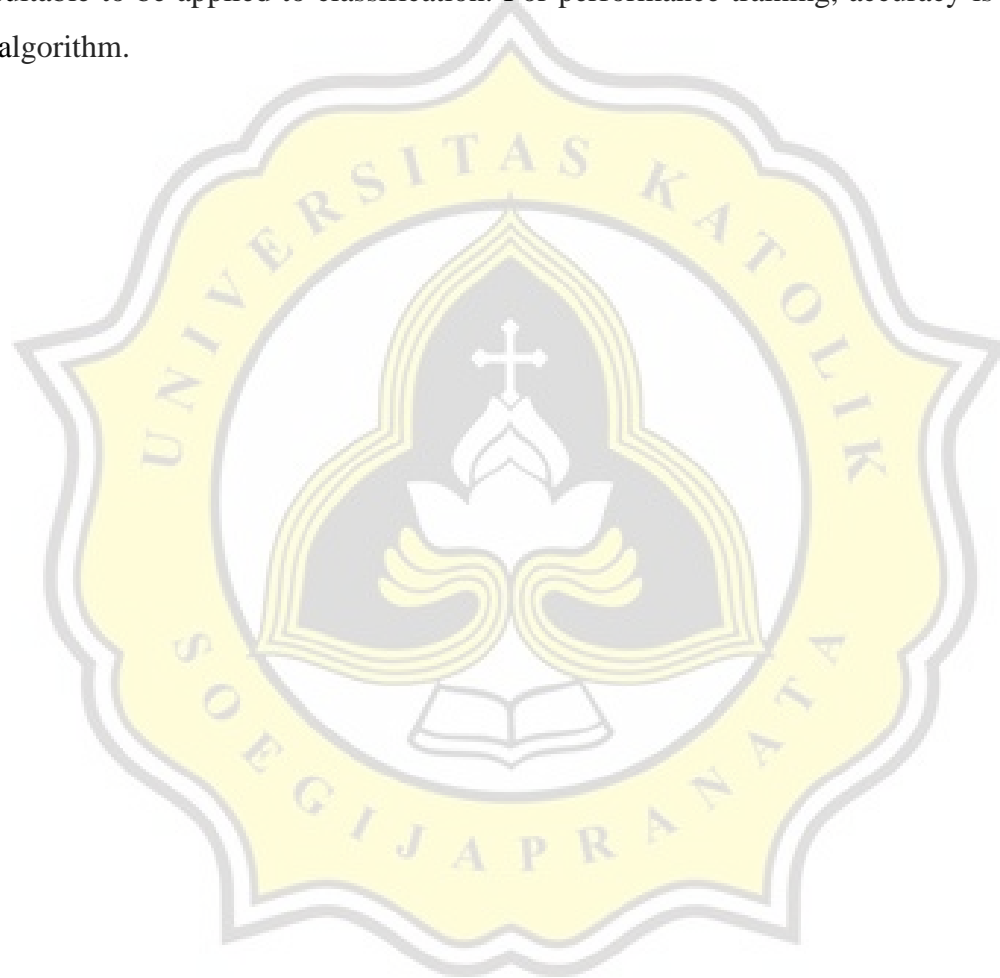 suitable to be applied to classification. For performance training, accuracy is
algorithm.
UNIVERSITAS KATOLIK
SOEGIJAPRANATA